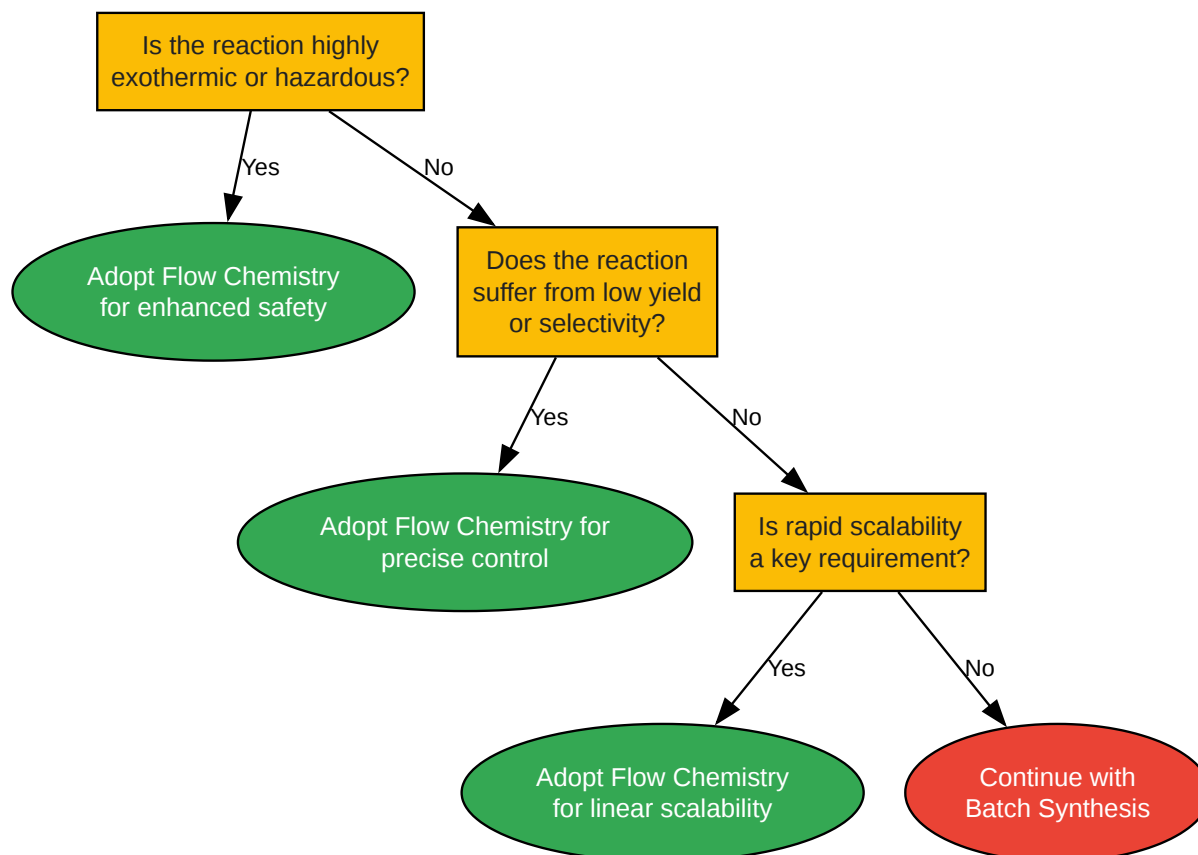 Is the reaction highly
exothermic or hazardous?
Yes
No
Adopt Flow Chemistry
for enhanced safety
Does the reaction
suffer from low yield
or selectivity?
Yes
No
Adopt Flow Chemistry for
precise control
Is rapid scalability
a key requirement?
Yes
No
Adopt Flow Chemistry
for linear scalability
Continue with
Batch Synthesis